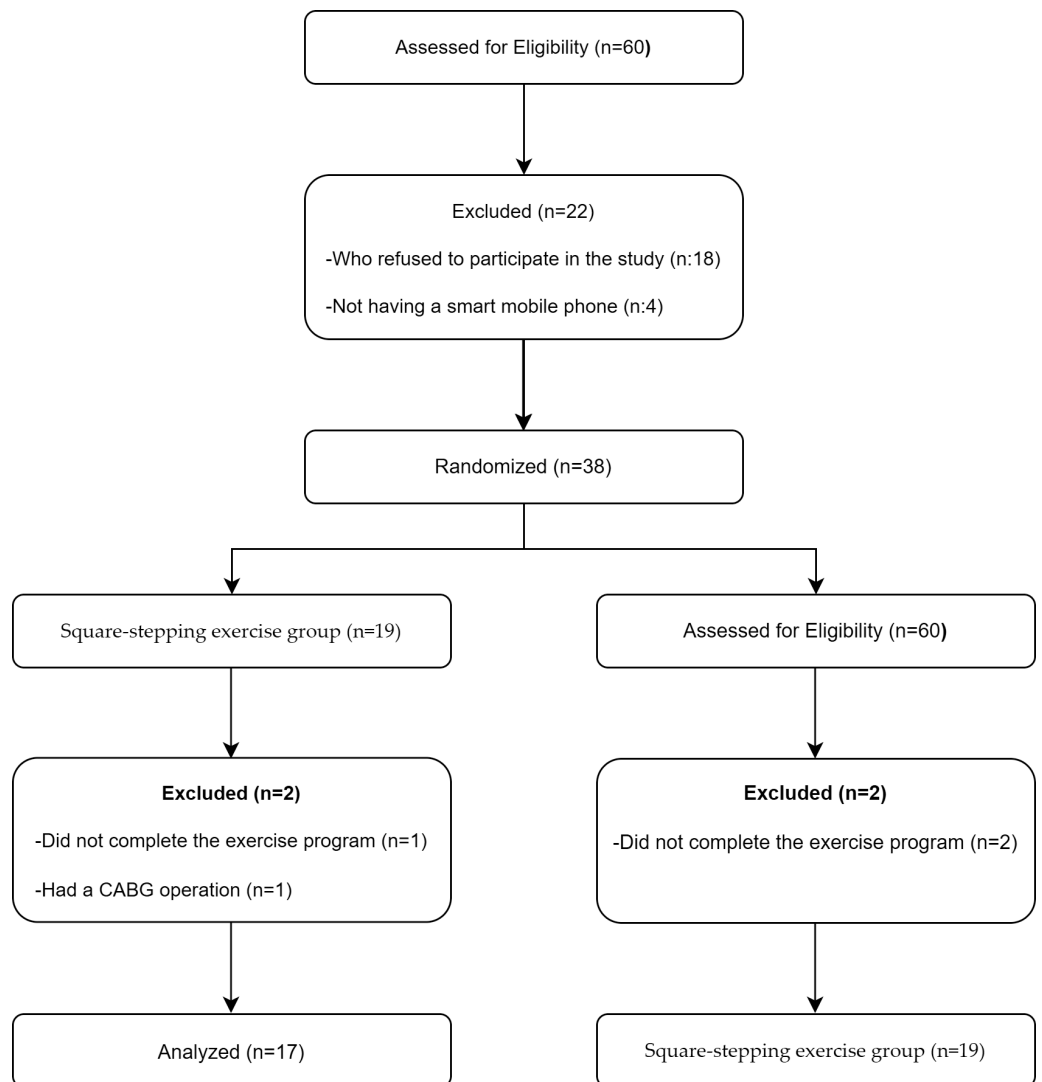 Assessed for Eligibility (n=60)
Excluded (n=22)
-Who refused to participate in the study (n:18)
-Not having a smart mobile phone (n:4)
Randomized (n=38)
Square-stepping exercise group (n=19)
Assessed for Eligibility (n=60)
Excluded (n=2)
-Did not complete the exercise program (n=1)
-Had a CABG operation (n=1)
Excluded (n=2)
-Did not complete the exercise program (n=2)
Analyzed (n=17)
Square-stepping exercise group (n=19)